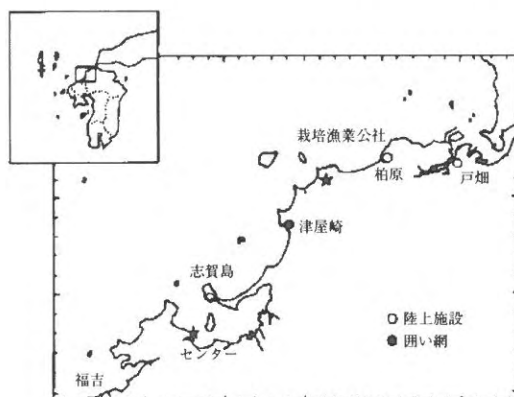 栽培漁業公社
柏原
戸畑
津屋崎
志賀島
センター
福吉
○ 陸上施設
● 囲い網